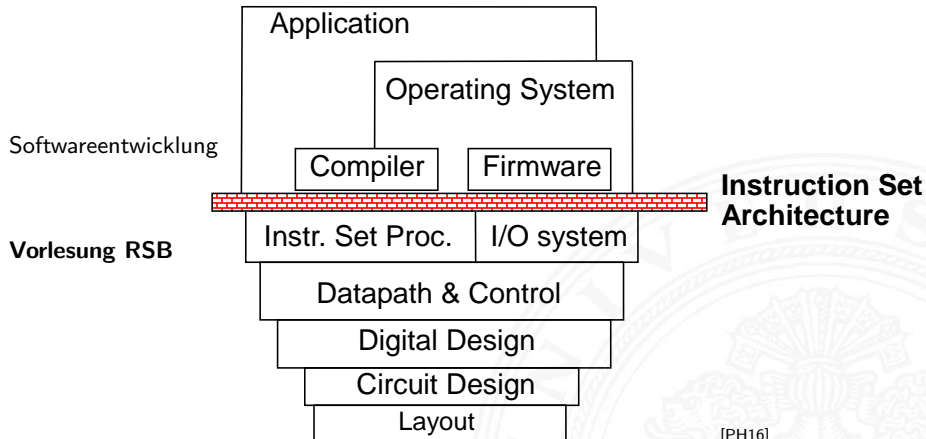 Application
Operating System
Softwareentwicklung
Compiler Firmware
Instruction Set
Architecture
Instr. Set Proc. I/O system
Vorlesung RSB
Datapath & Control
Digital Design
Circuit Design
Layout
[PH16]